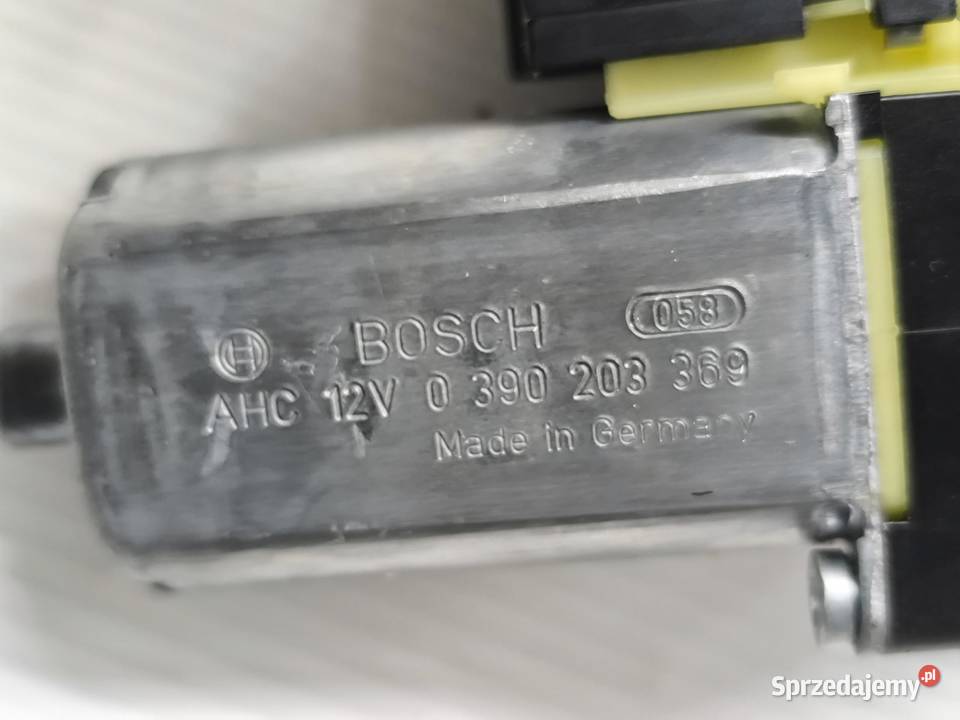 BOSCH 058
AHC 12V 0 390 203 369
Made in Germany
Sprzedajemy.pl